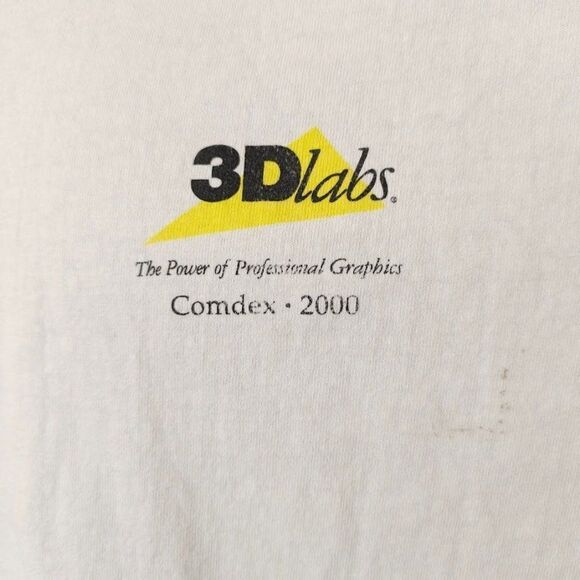 3Dlabs®
The Power of Professional Graphics
Comdex · 2000